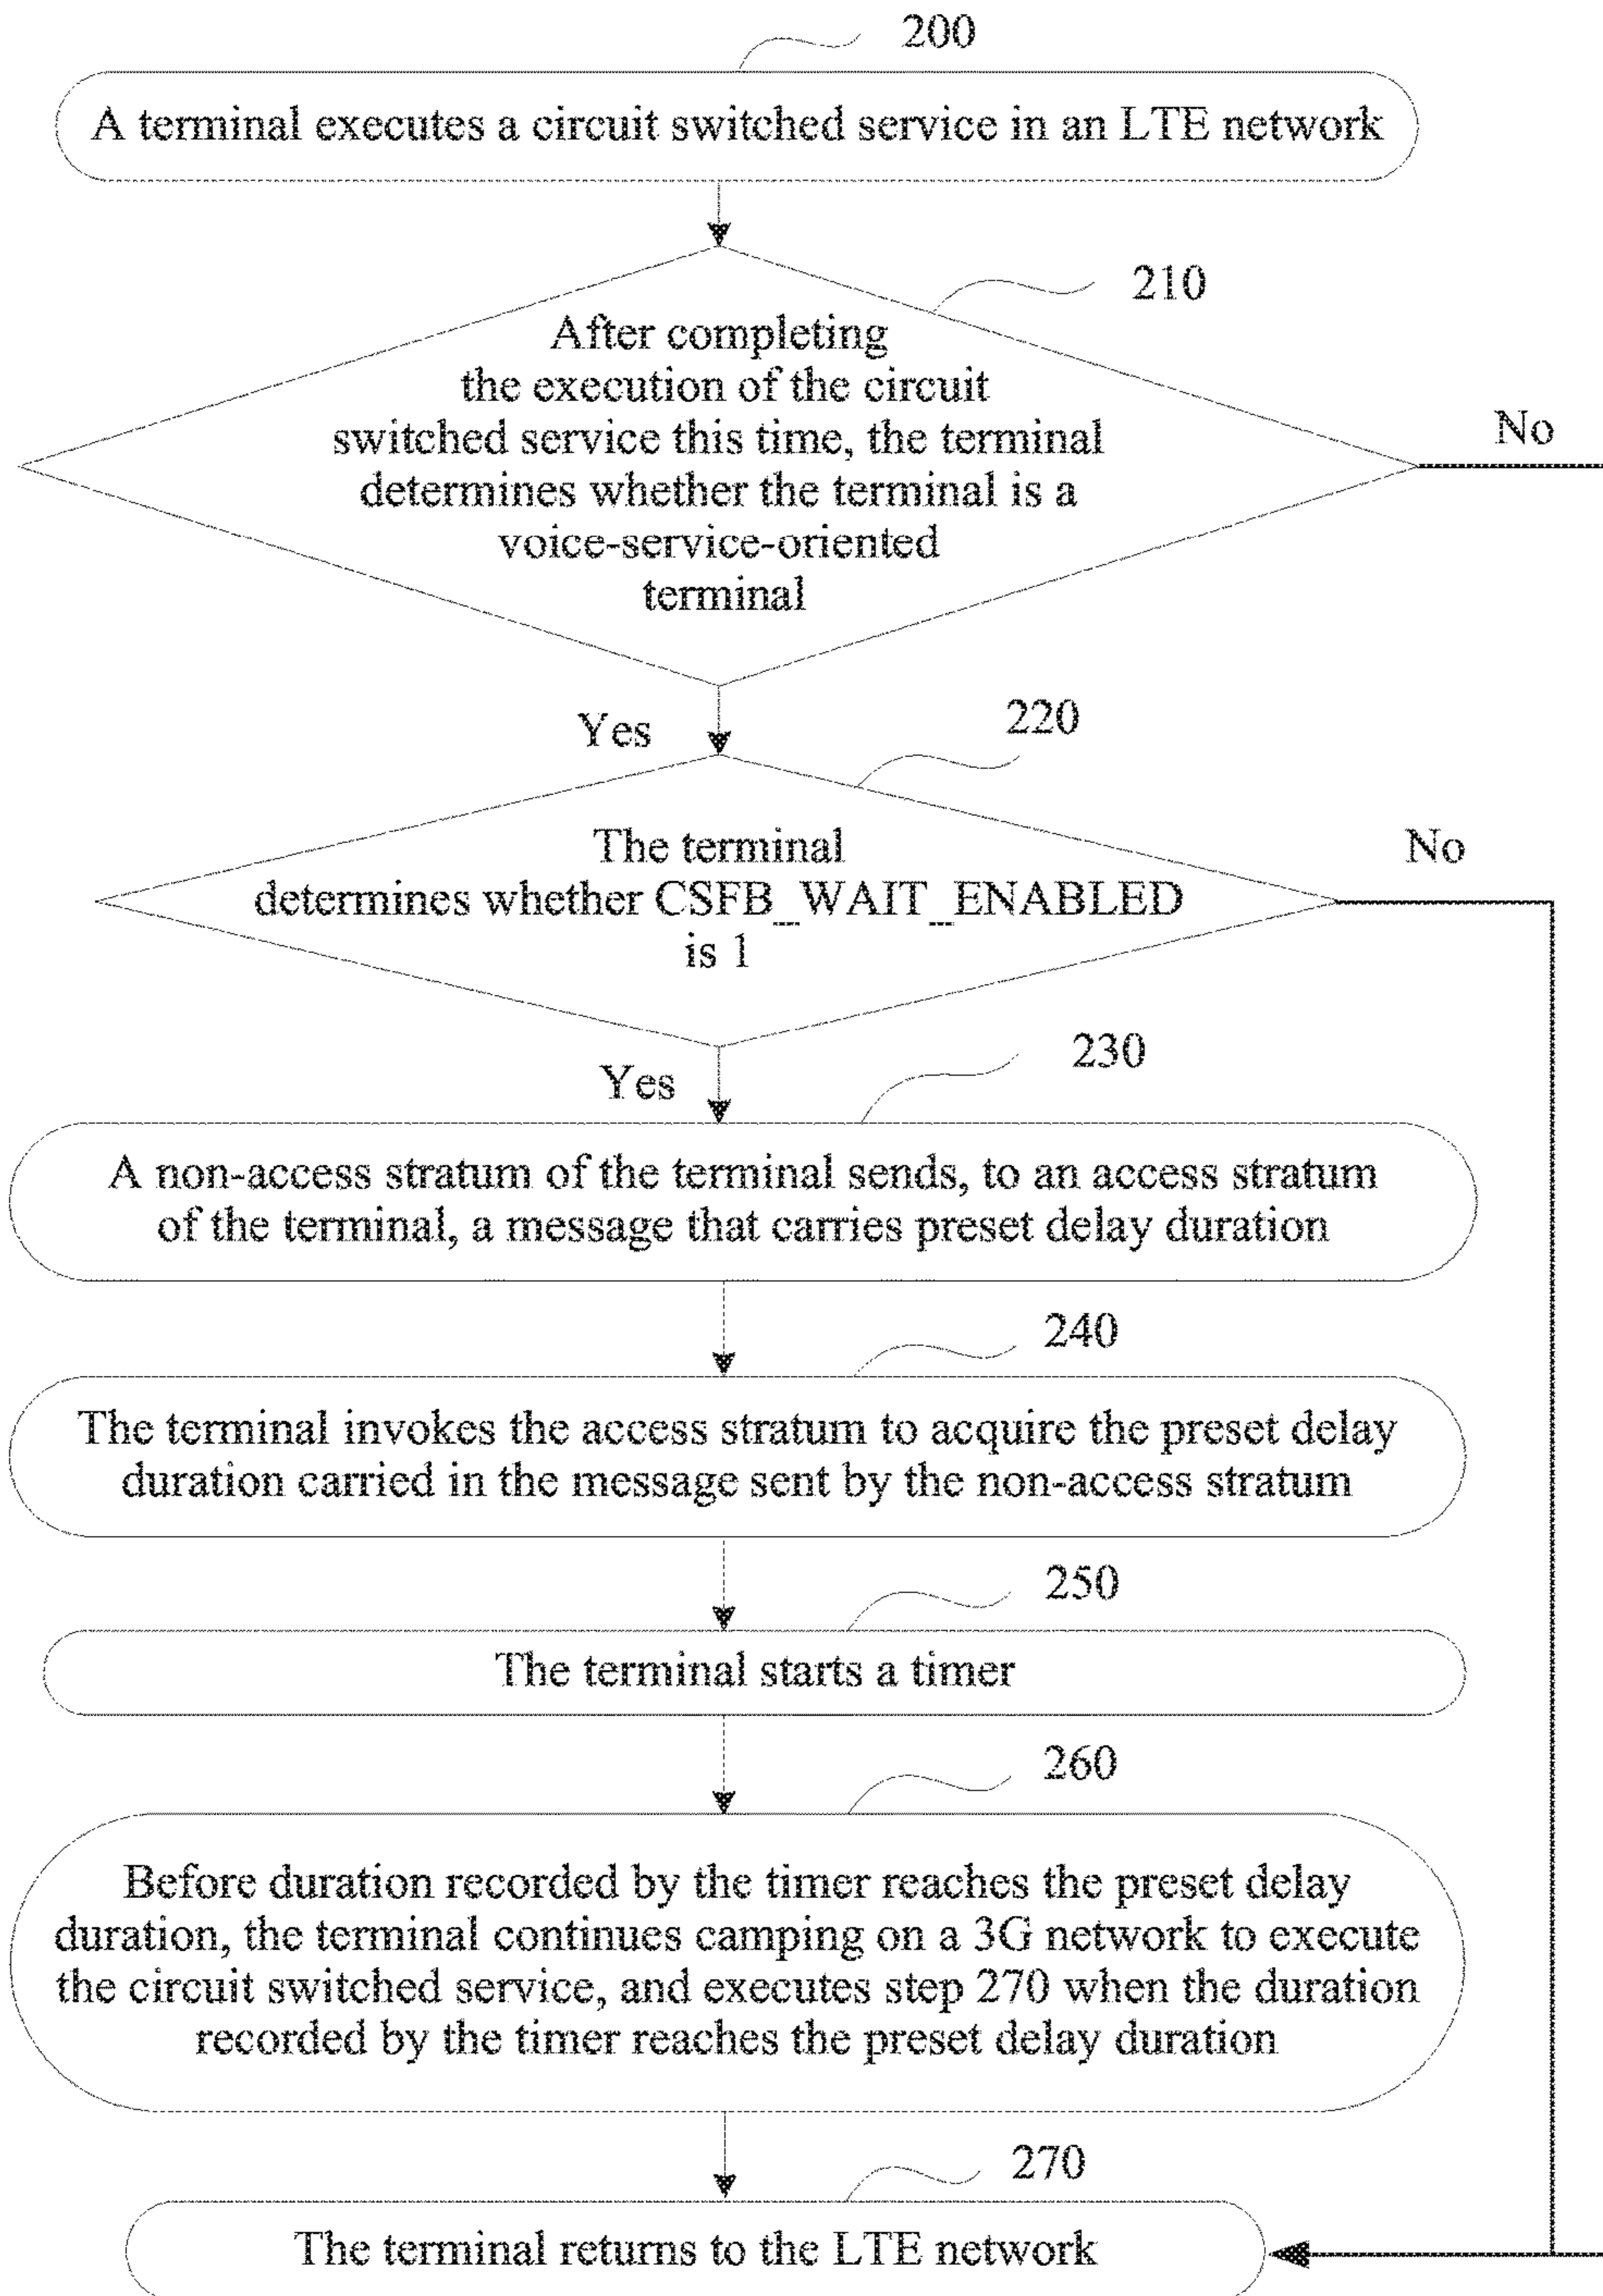 200
A terminal executes a circuit switched service in an LTE network
210
After completing
the execution of the circuit
switched service this time, the terminal
determines whether the terminal is a
voice-service-oriented
terminal
No
Yes
220
The terminal
determines whether CSFB_WAIT_ENABLED
is 1
No
Yes
230
A non-access stratum of the terminal sends, to an access stratum
of the terminal, a message that carries preset delay duration
240
The terminal invokes the access stratum to acquire the preset delay
duration carried in the message sent by the non-access stratum
250
The terminal starts a timer
260
Before duration recorded by the timer reaches the preset delay
duration, the terminal continues camping on a 3G network to execute
the circuit switched service, and executes step 270 when the duration
recorded by the timer reaches the preset delay duration
270
The terminal returns to the LTE network